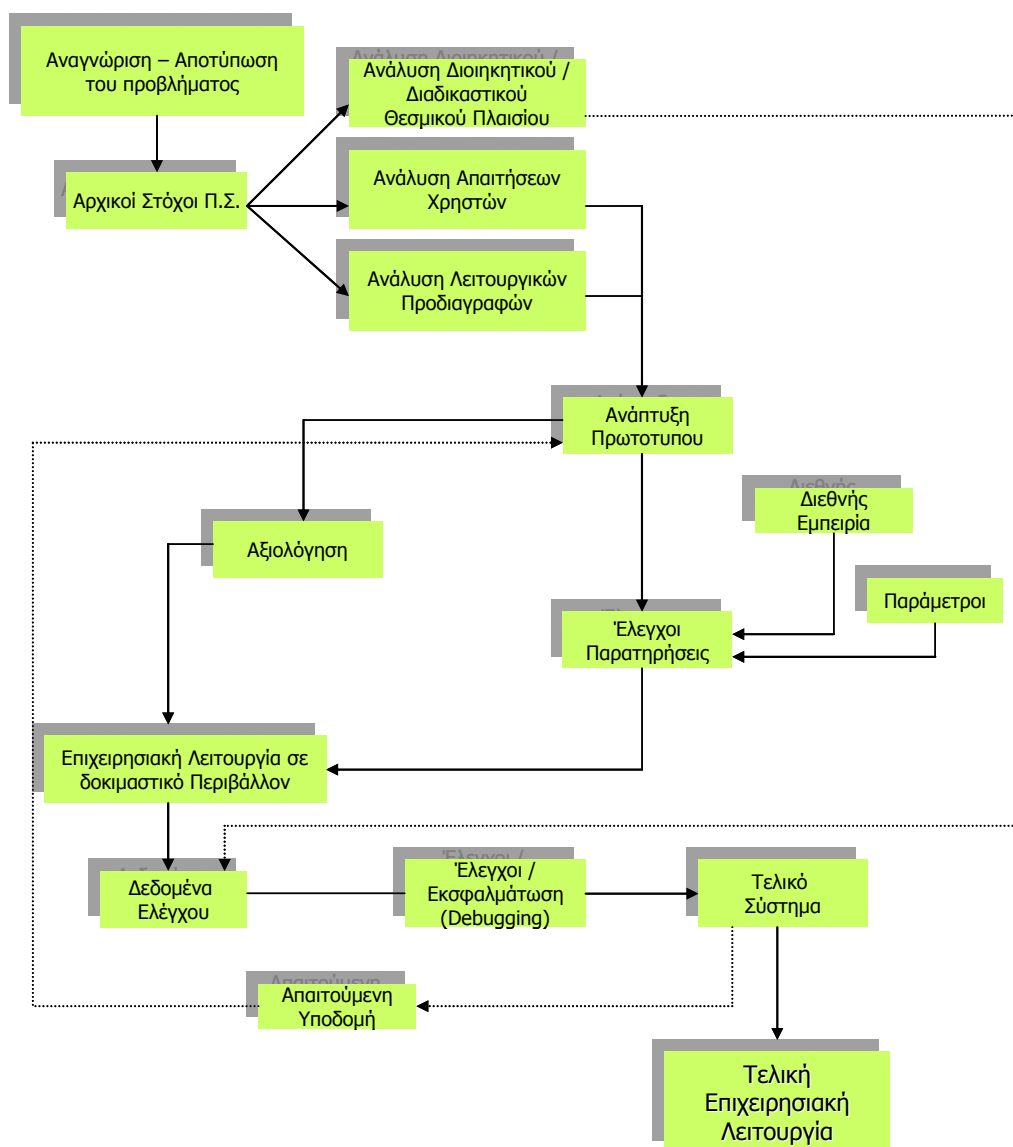 Αναγνώριση – Αποτύπωση
του προβλήματος
Αρχικοί Στόχοι Π.Σ.
Ανάλυση Διοιηκητικού /
Διαδικαστικού
Θεσμικού Πλαισίου
Ανάλυση Απαιτήσεων
Χρηστών
Ανάλυση Λειτουργικών
Προδιαγραφών
Ανάπτυξη
Πρωτοτυπου
Αξιολόγηση
Διεθνής
Εμπειρία
Παράμετροι
Έλεγχοι
Παρατηρήσεις
Επιχειρησιακή Λειτουργία σε
δοκιμαστικό Περιβάλλον
Δεδομένα
Ελέγχου
Έλεγχοι /
Εκσφαλμάτωση
(Debugging)
Τελικό
Σύστημα
Απαιτούμενη
Υποδομή
Τελική
Επιχειρησιακή
Λειτουργία